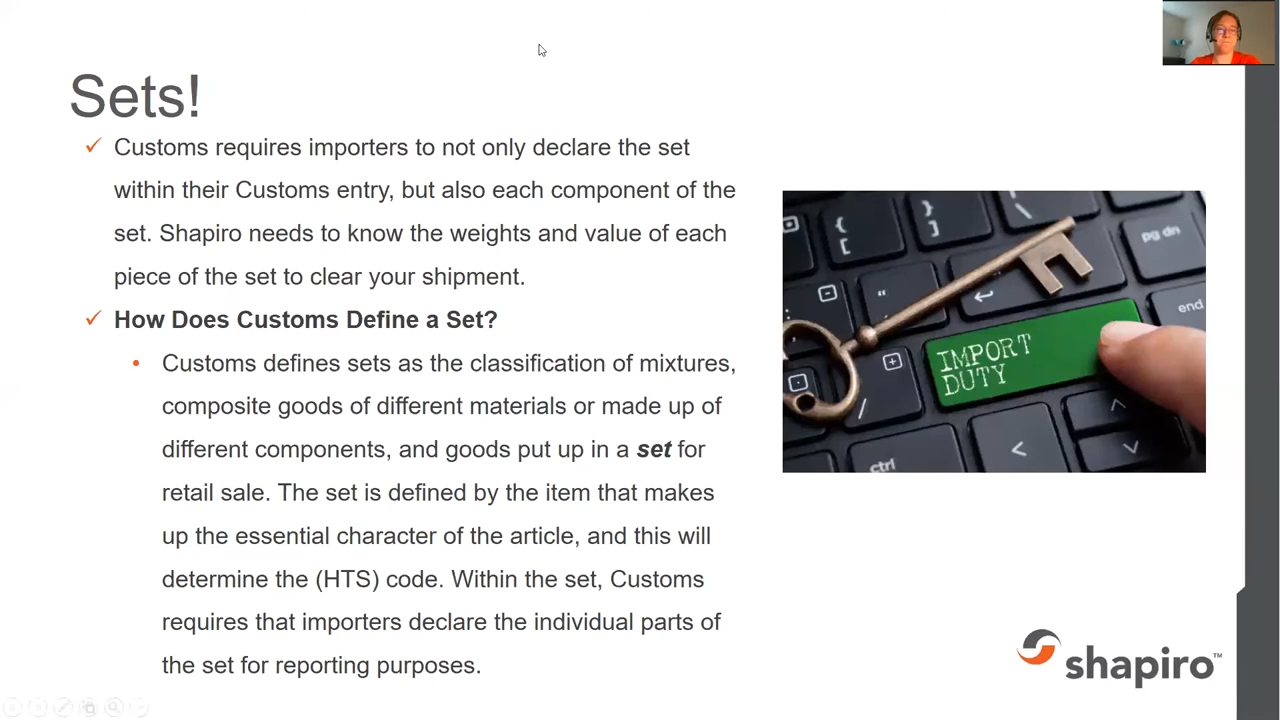 Sets!
✓ Customs requires importers to not only declare the set
within their Customs entry, but also each component of the
set. Shapiro needs to know the weights and value of each
piece of the set to clear your shipment.
✓ How Does Customs Define a Set?
• Customs defines sets as the classification of mixtures,
composite goods of different materials or made up of
different components, and goods put up in a set for
retail sale. The set is defined by the item that makes
up the essential character of the article, and this will
determine the (HTS) code. Within the set, Customs
requires that importers declare the individual parts of
the set for reporting purposes.
{
[
}
]
\
pg dn
"
end
+
IMPORT
DUTY
/
ctrl
<
shapiro™